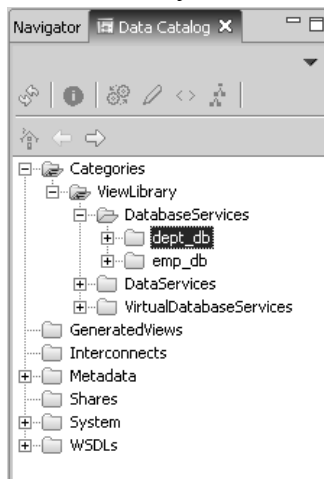 Navigator Data Catalog
Categories
ViewLibrary
DatabaseServices
dept_db
emp_db
DataServices
VirtualDatabaseServices
GeneratedViews
Interconnects
Metadata
Shares
System
WSDLs